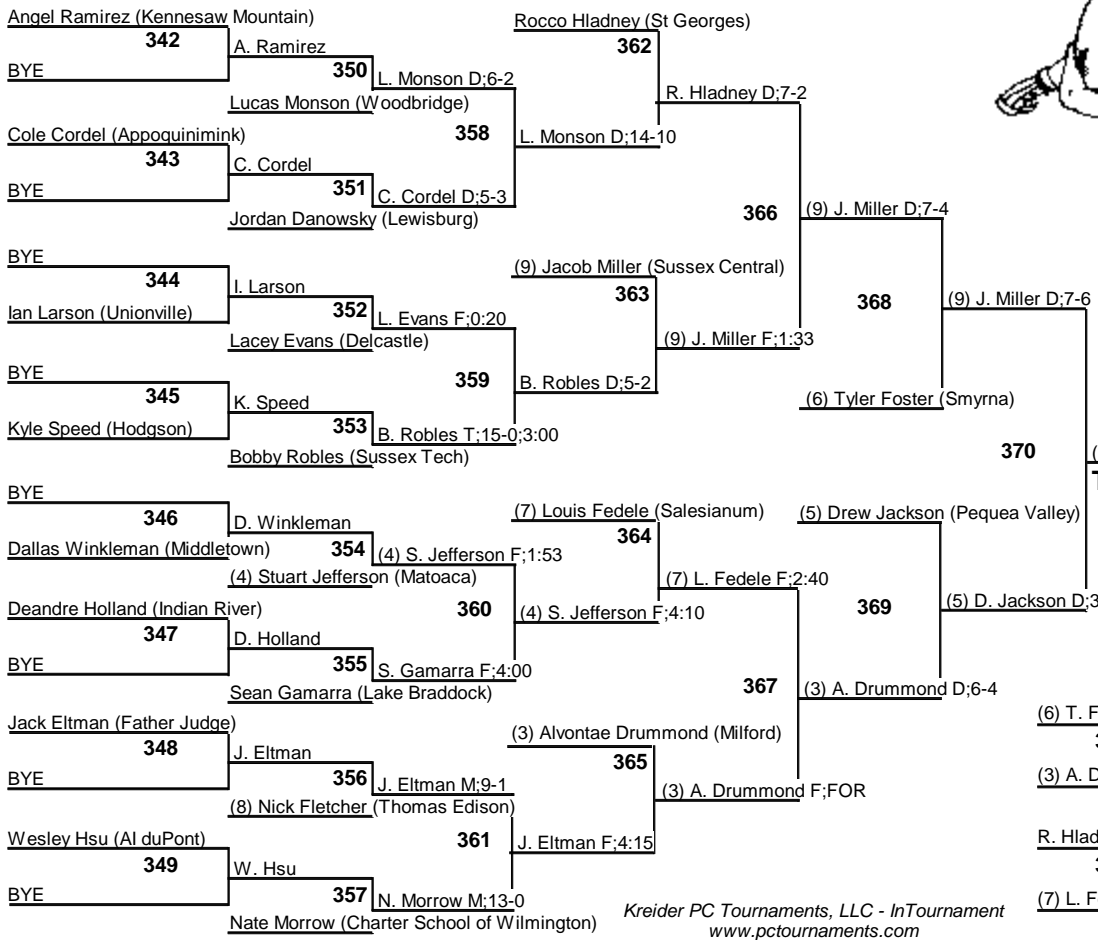 Angel Ramirez (Kennesaw Mountain)
342
BYE
A. Ramirez
350
Lucas Monson (Woodbridge)
L. Monson D;6-2
358
Cole Cordel (Appoquinimink)
343
BYE
C. Cordel
351
Jordan Danowsky (Lewisburg)
C. Cordel D;5-3
L. Monson D;14-10
Rocco Hladney (St Georges)
362
R. Hladney D;7-2
BYE
344
Ian Larson (Unionville)
I. Larson
352
Lacey Evans (Delcastle)
L. Evans F;0:20
359
BYE
345
Kyle Speed (Hodgson)
K. Speed
353
Bobby Robles (Sussex Tech)
B. Robles T;15-0;3:00
B. Robles D;5-2
(9) Jacob Miller (Sussex Central)
363
(9) J. Miller F;1:33
366
(9) J. Miller D;7-4
368
(6) Tyler Foster (Smyrna)
(9) J. Miller D;7-6
370
(
BYE
346
Dallas Winkleman (Middletown)
D. Winkleman
354
(4) Stuart Jefferson (Matoaca)
(4) S. Jefferson F;1:53
360
Deandre Holland (Indian River)
347
BYE
D. Holland
355
Sean Gamarra (Lake Braddock)
S. Gamarra F;4:00
(4) S. Jefferson F;4:10
(7) Louis Fedele (Salesianum)
364
(7) L. Fedele F;2:40
Jack Eltman (Father Judge)
348
BYE
J. Eltman
356
(8) Nick Fletcher (Thomas Edison)
J. Eltman M;9-1
361
Wesley Hsu (AI duPont)
349
BYE
W. Hsu
357
Nate Morrow (Charter School of Wilmington)
N. Morrow M;13-0
J. Eltman F;4:15
(3) Alvontae Drummond (Milford)
365
(3) A. Drummond F;FOR
367
(3) A. Drummond D;6-4
(5) Drew Jackson (Pequea Valley)
369
(5) D. Jackson D;3
(6) T. F
3
(3) A. D
R. Hlad
3
(7) L. F
Kreider PC Tournaments, LLC - InTournament
www.pctournaments.com